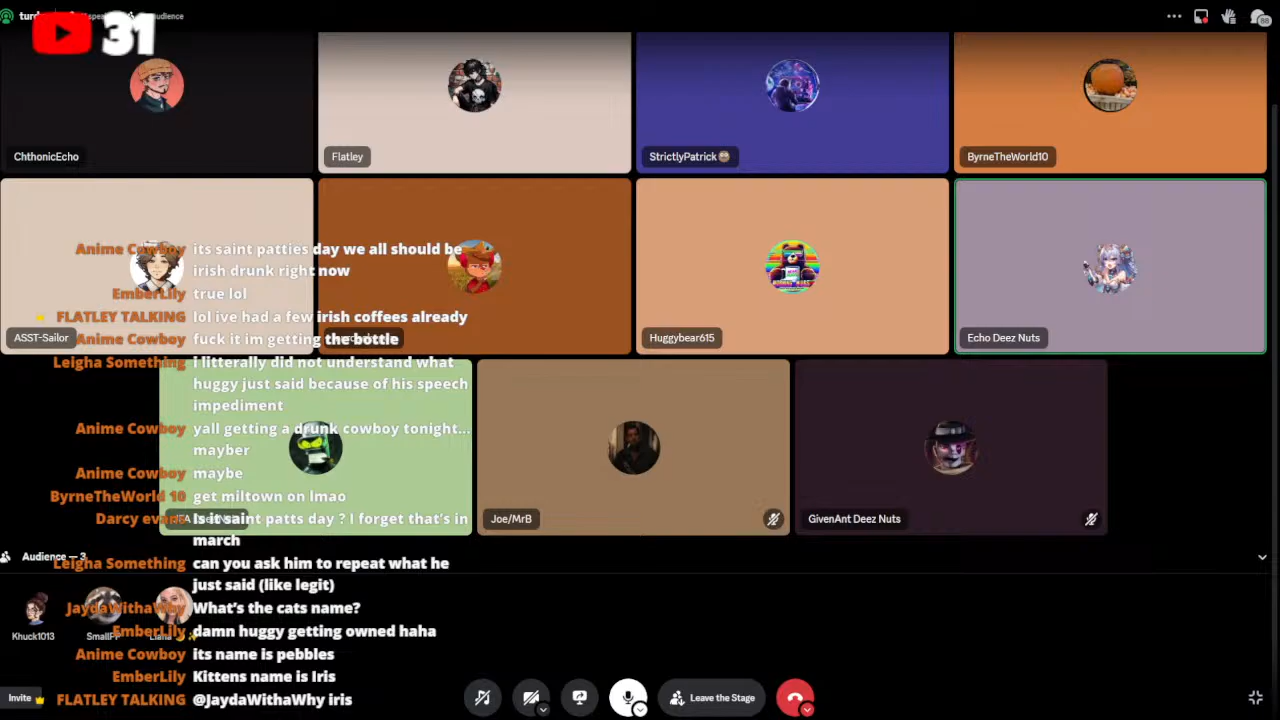 31
audience
88
ChthonicEcho
Flatley
StrictlyPatrick
ByrneTheWorld10
ASST-Sailor
Huggybear615
Echo Deez Nuts
Anime Cowboy its saint patties day we all should be
irish drunk right now
EmberLily true lol
FLATLEY TALKING lol ive had a few irish coffees already
Anime Cowboy fuck it im getting the bottle
Leigha Something i litterally did not understand what
huggy just said because of his speech
impediment
Anime Cowboy yall getting a drunk cowboy tonight...
mayber
Anime Cowboy maybe
ByrneTheWorld 10 get miltown on lmao
Darcy evans Is it saint patts day ? I forget that's in
march
Joe/MrB
GivenAnt Deez Nuts
Audience — 3
Leigha Something can you ask him to repeat what he
just said (like legit)
JaydaWithaWhy What's the cats name?
EmberLily damn huggy getting owned haha
Anime Cowboy its name is pebbles
EmberLily Kittens name is Iris
FLATLEY TALKING @JaydaWithaWhy iris
Khuck1013
Invite
Leave the Stage